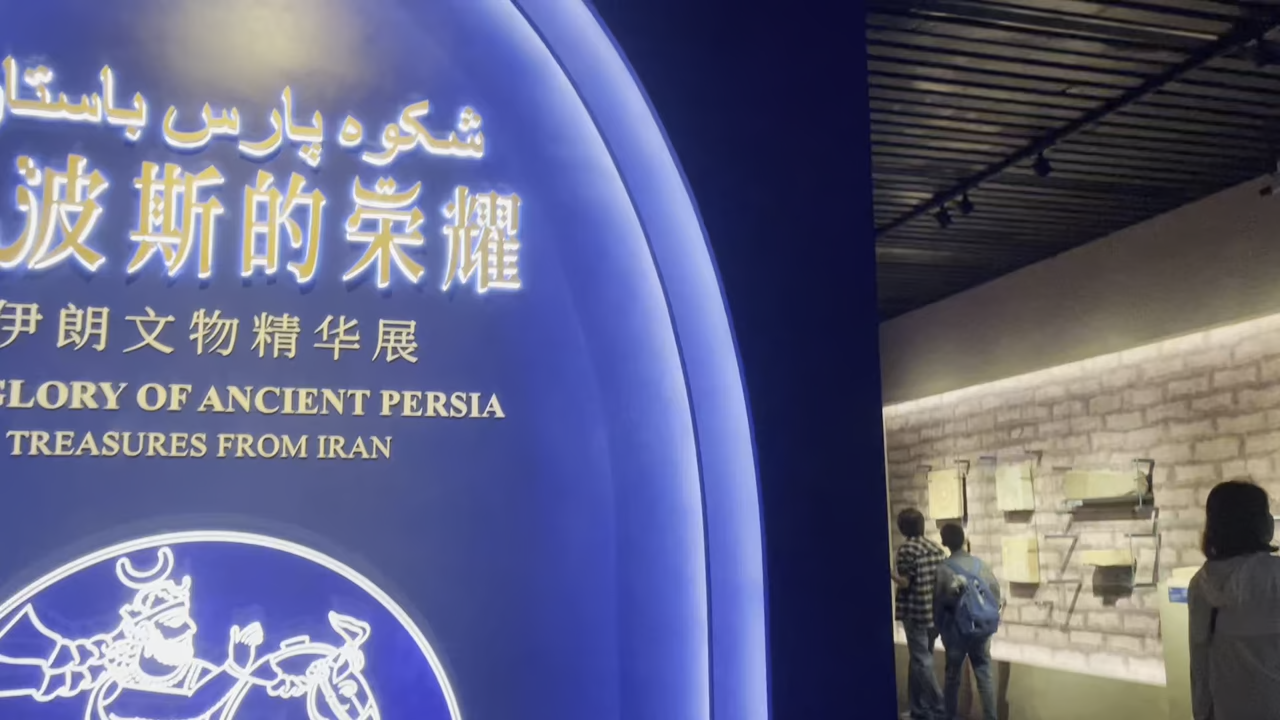 شکوه پارس باستا
波斯的荣耀
伊朗文物精华展
GLORY OF ANCIENT PERSIA
TREASURES FROM IRAN